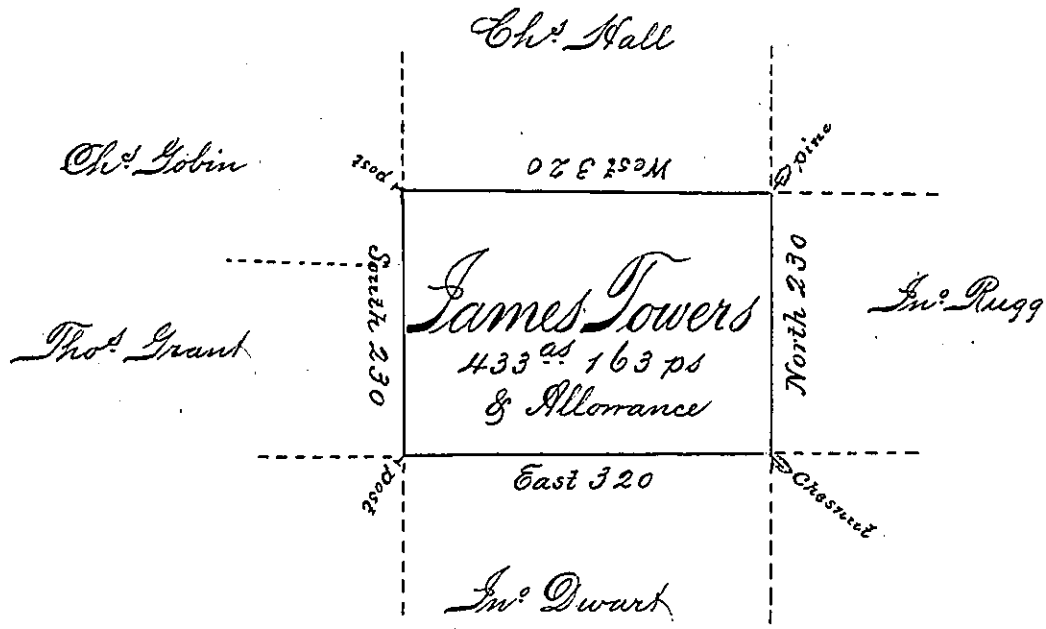 Chs Hall
Chs Gobin
post
West 320
pine
South 230
James Towers
433 as 163 ps
& Allowance
North 230
Jno Rugg
Thos Grant
East 320
post
Chesnut
Jno Dwart